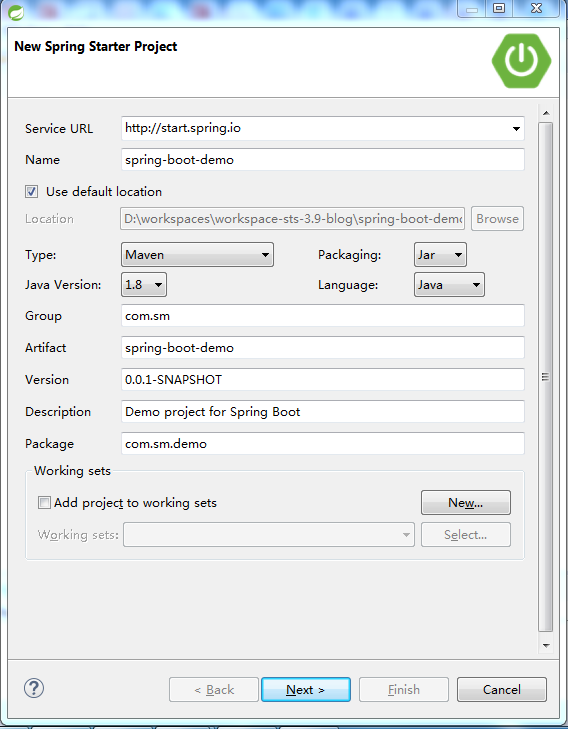 New Spring Starter Project
Service URL http://start.spring.io
Name spring-boot-demo
Use default location
Location D:\workspaces\workspace-sts-3.9-blog\spring-boot-demo Browse
Type: Maven Packaging: Jar
Java Version: 1.8 Language: Java
Group com.sm
Artifact spring-boot-demo
Version 0.0.1-SNAPSHOT
Description Demo project for Spring Boot
Package com.sm.demo
Working sets
Add project to working sets New...
Working sets: Select...
? < Back Next > Finish Cancel